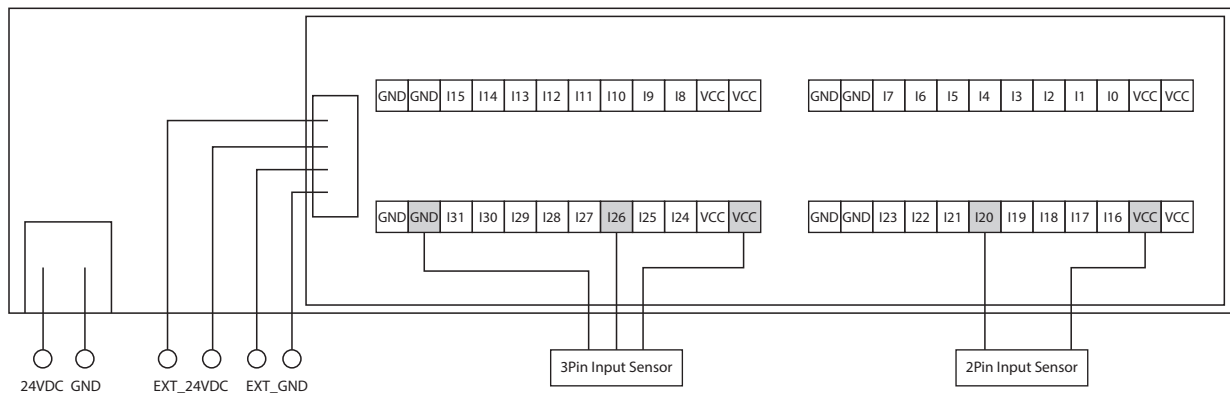 GND GND I15 I14 I13 I12 I11 I10 I9 I8 VCC VCC
GND GND I7 I6 I5 I4 I3 I2 I1 I0 VCC VCC
GND GND I31 I30 I29 I28 I27 I26 I25 I24 VCC VCC
GND GND I23 I22 I21 I20 I19 I18 I17 I16 VCC VCC
3Pin Input Sensor
2Pin Input Sensor
24VDC GND EXT_24VDC EXT_GND